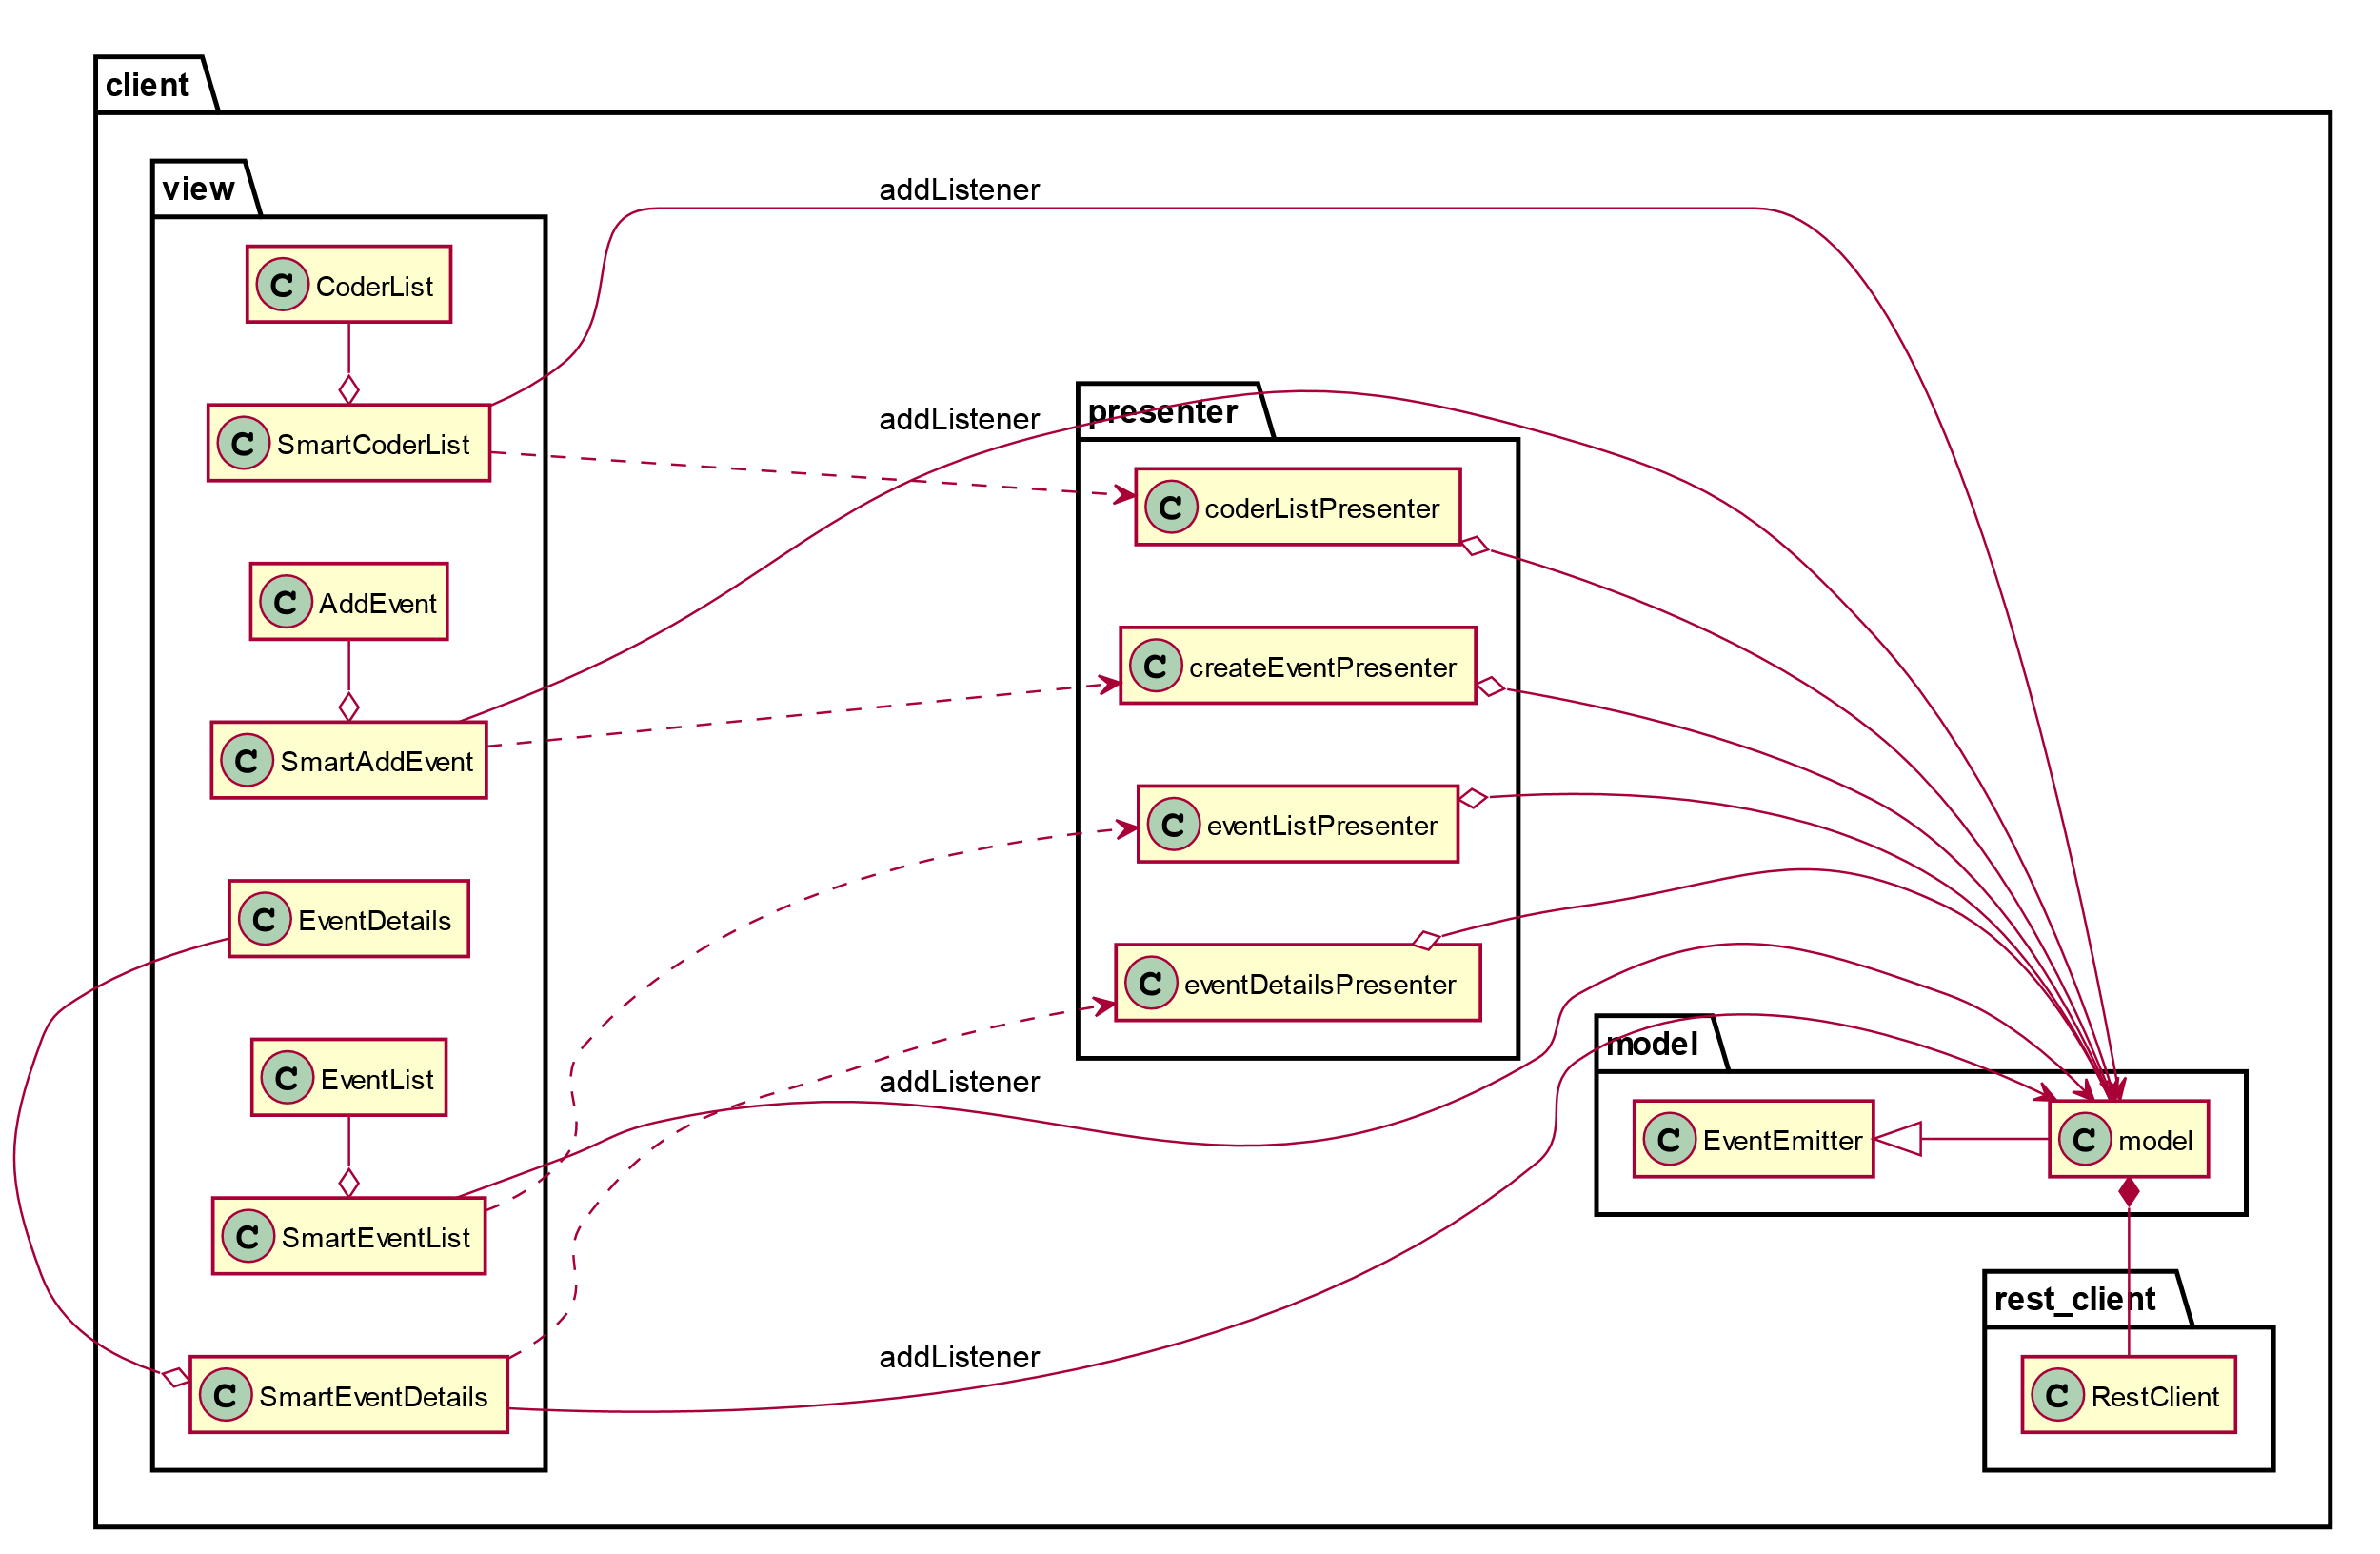 client
view
addListener
C CoderList
addListener
presenter
C SmartCoderList
C coderListPresenter
C AddEvent
C createEventPresenter
C SmartAddEvent
C eventListPresenter
C EventDetails
C eventDetailsPresenter
model
C EventList
addListener
C EventEmitter
C model
C SmartEventList
rest_client
addListener
C SmartEventDetails
C RestClient